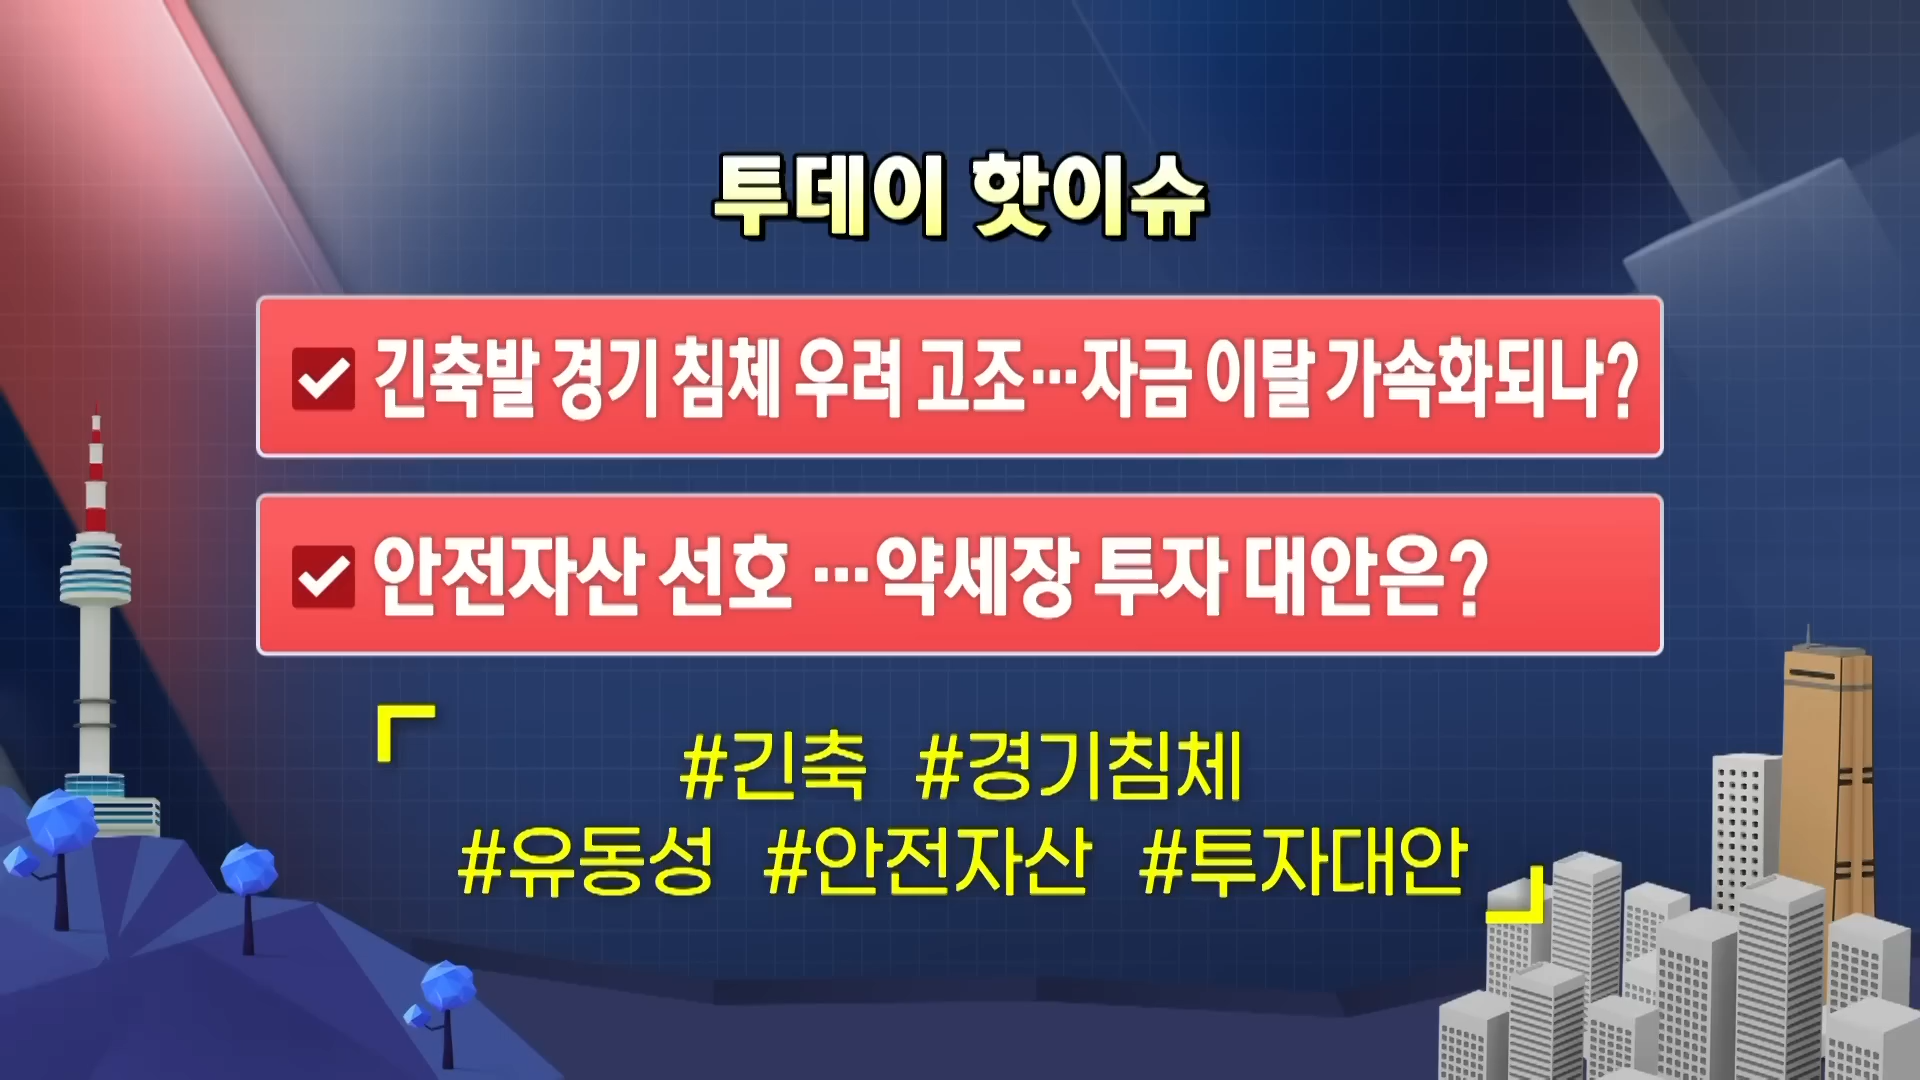 투데이 핫이슈
긴축발 경기 침체 우려 고조…자금 이탈 가속화되나?
안전자산 선호 …약세장 투자 대안은?
#긴축 #경기침체
#유동성 #안전자산 #투자대안